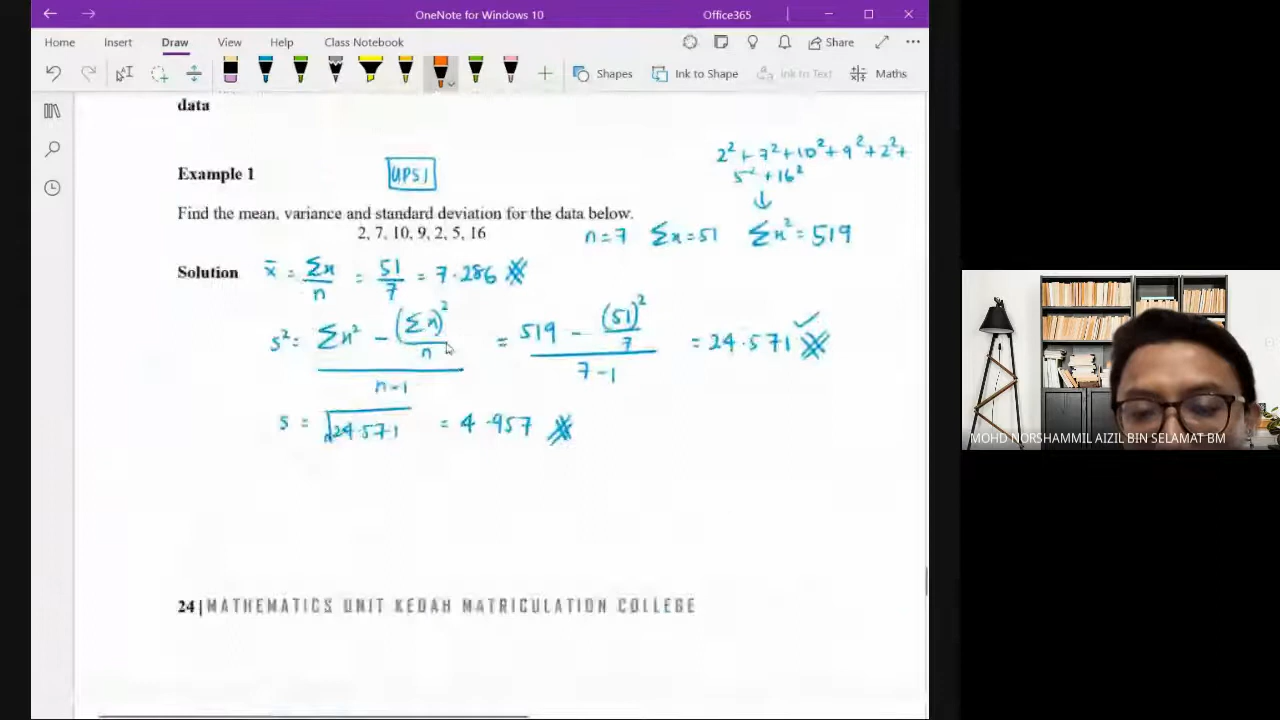 OneNote for Windows 10
Office365
Home Insert Draw View Help Class Notebook
Share
Shapes Ink to Shape Ink to Text Maths
data
Example 1
UPS1
2² + 7² + 10² + 9² + 2² +
5² + 16²
↓
Find the mean, variance and standard deviation for the data below.
2, 7, 10, 9, 2, 5, 16
n = 7 Σx = 51 Σx² = 519
Solution x̄ = Σx/n = 51/7 = 7.286
s² = (Σx² - (Σx)²/n)/(n-1) = (519 - (51)²/7)/(7-1) = 24.571 ✓
s = √24.571 = 4.957
24| MATHEMATICS UNIT KEDAH MATRICULATION COLLEGE
MOHD NORSHAMMIL AIZIL BIN SELAMAT BM